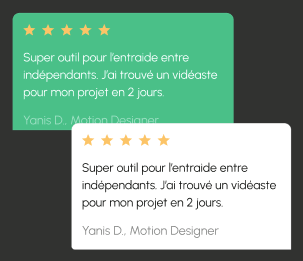 Super outil pour l'entraide entre
indépendants. J'ai trouvé un vidéaste
pour mon projet en 2 jours.
Yanis D., Motion Designer
Super outil pour l'entraide entre
indépendants. J'ai trouvé un vidéaste
pour mon projet en 2 jours.
Yanis D., Motion Designer